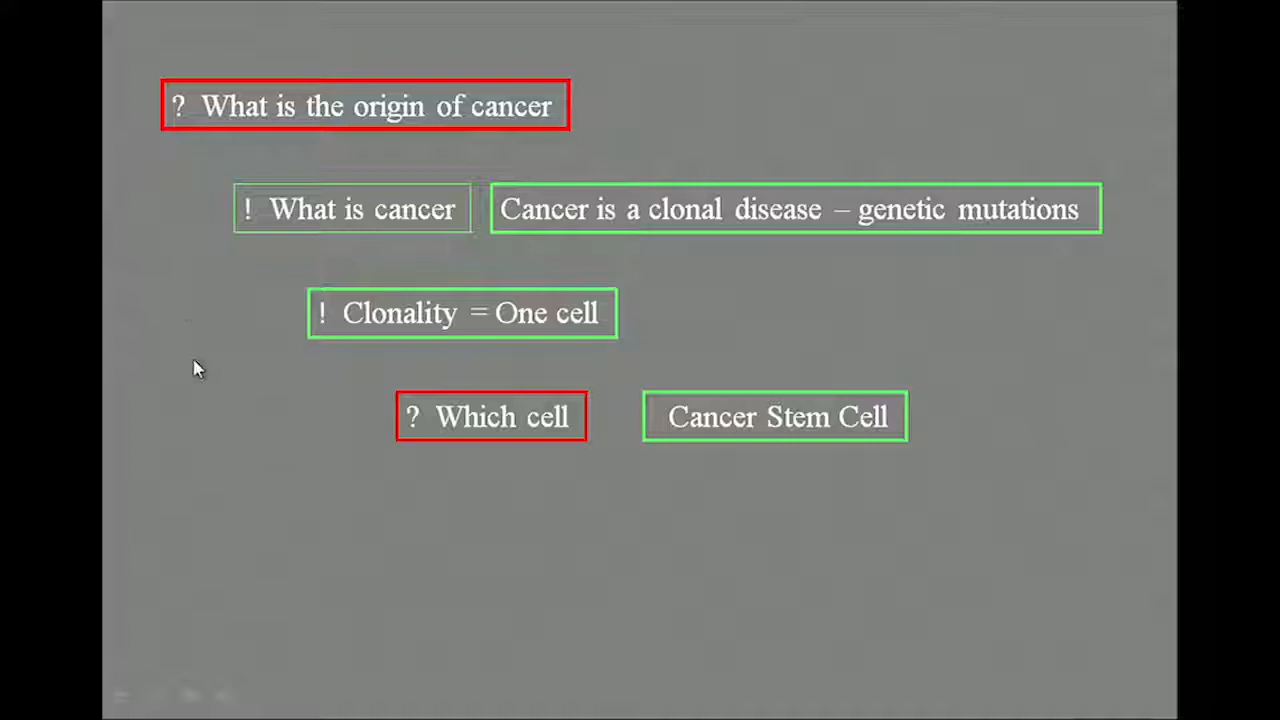 ? What is the origin of cancer
! What is cancer
Cancer is a clonal disease – genetic mutations
! Clonality = One cell
? Which cell
Cancer Stem Cell